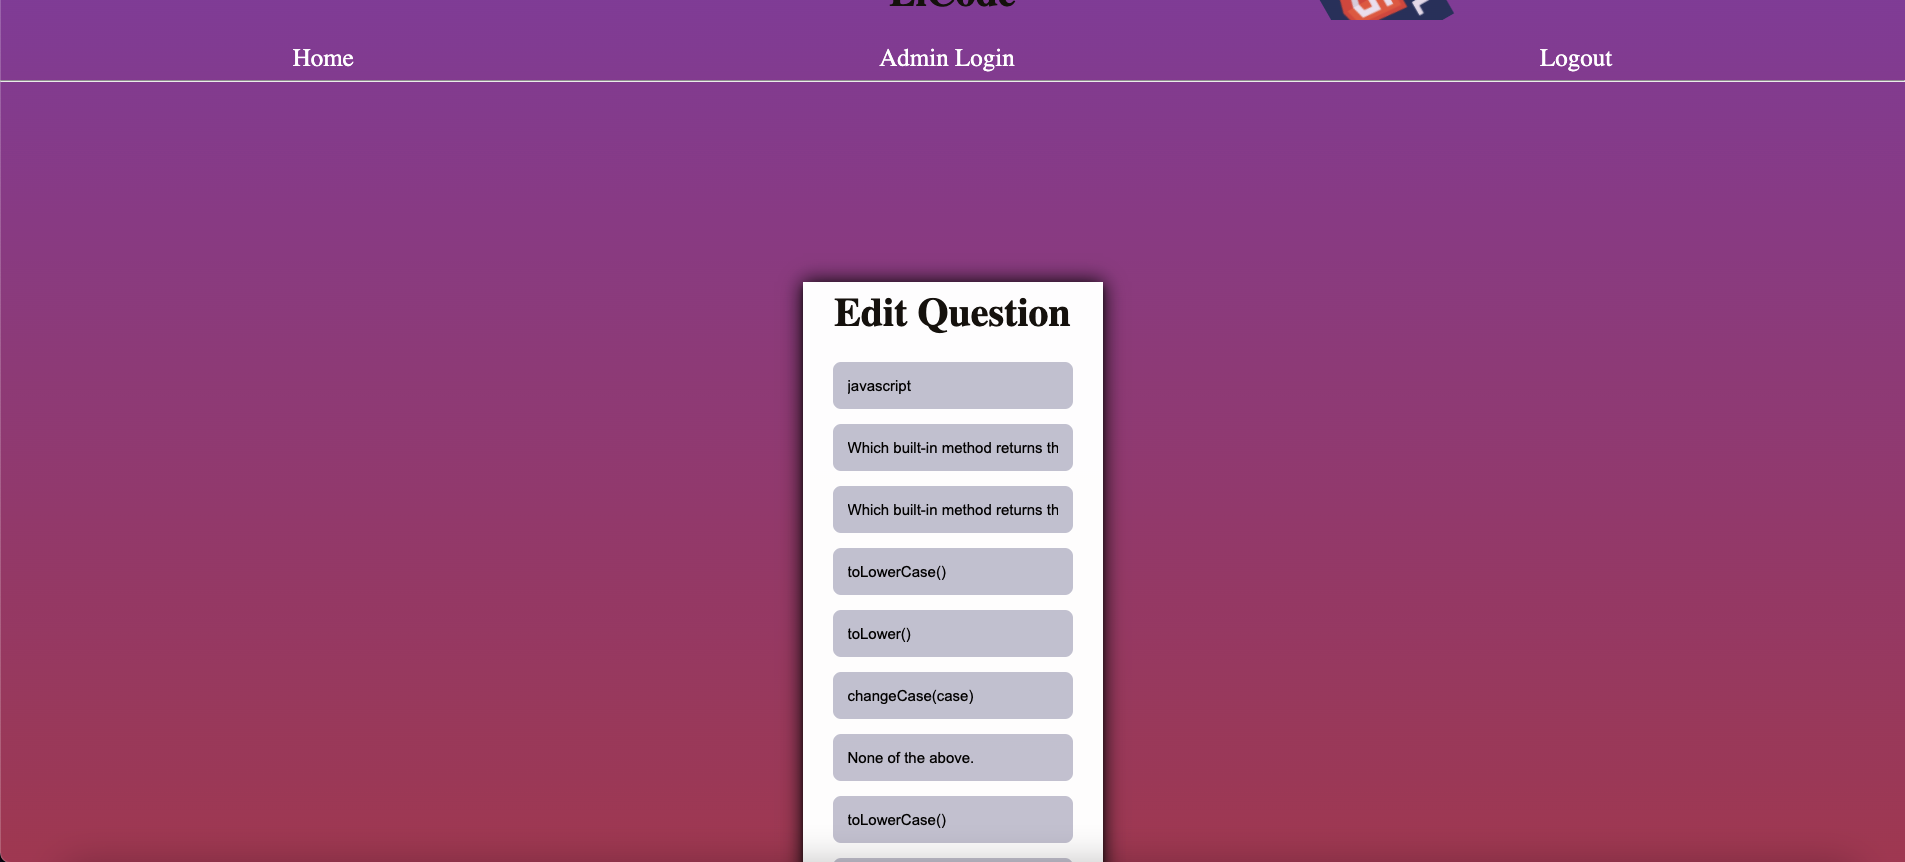 Home Admin Login Logout
Edit Question
javascript
Which built-in method returns th
Which built-in method returns th
toLowerCase()
toLower()
changeCase(case)
None of the above.
toLowerCase()